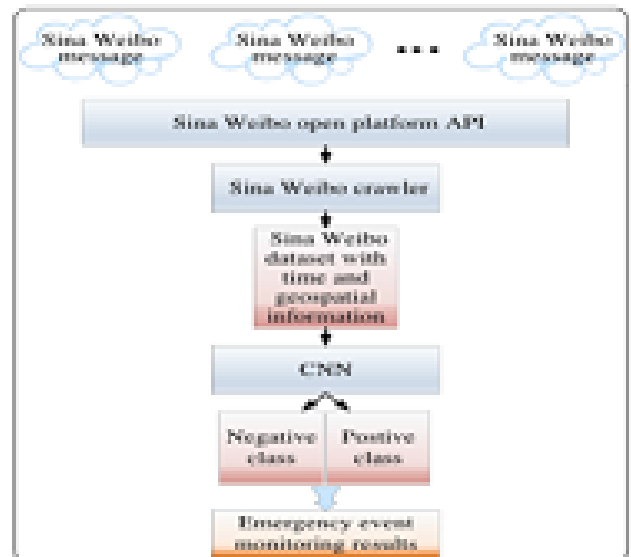 Sina Weibo
message
Sina Weibo
message
...
Sina Weibo
message
Sina Weibo open platform API
Sina Weibo crawler
Sina Weibo
dataset with
time and
geospatial
information
CNN
Negative
class
Postive
class
Emergency event
monitoring results